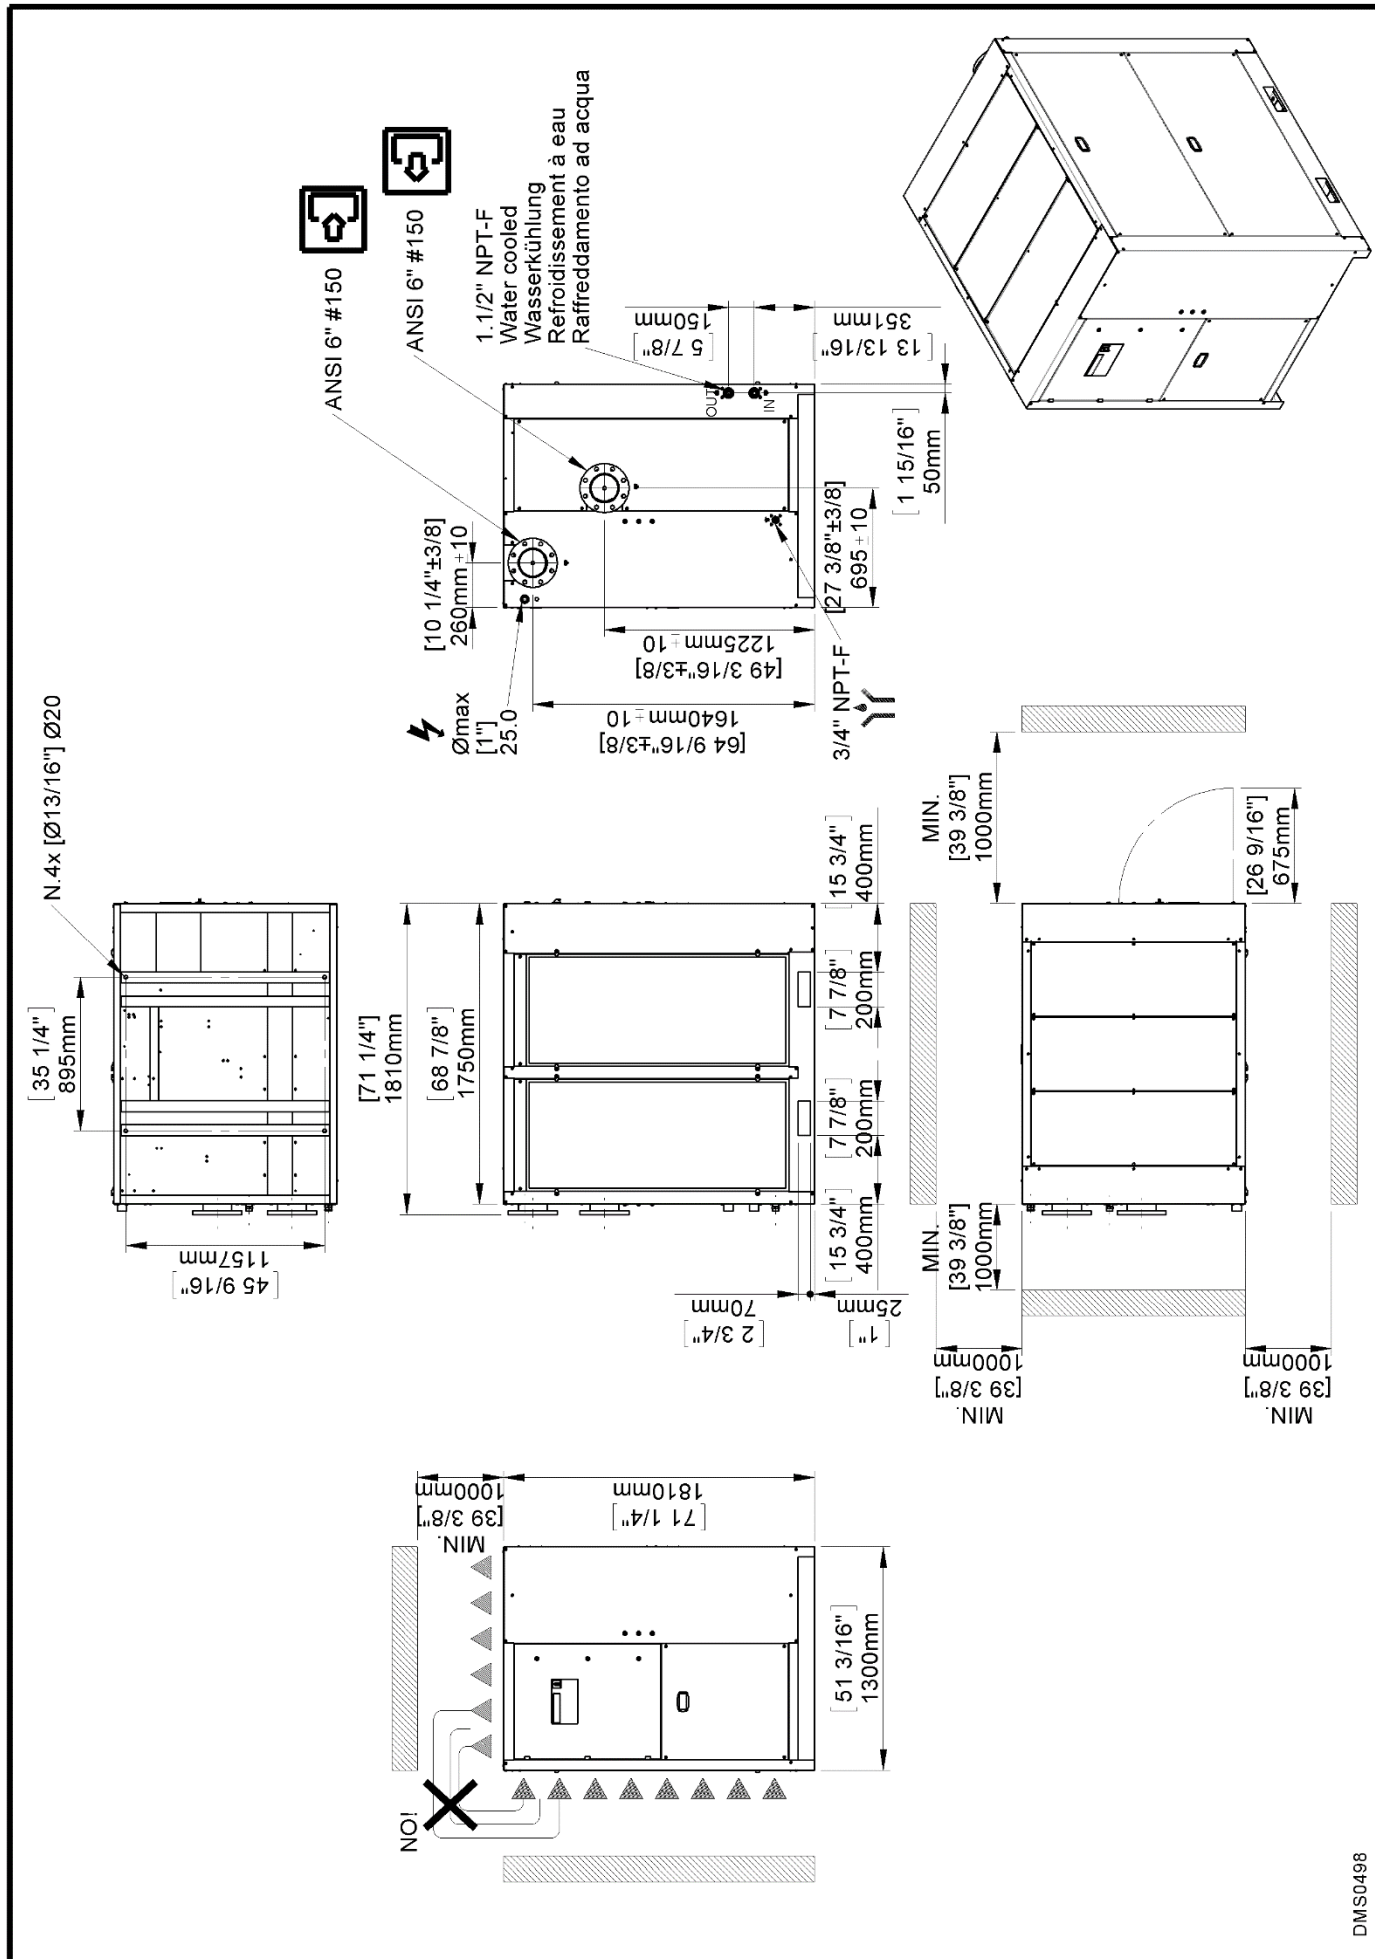 N.4x [Ø13/16"] Ø20
[35 1/4"]
895mm
[45 9/16"]
1157mm
ANSI 6" #150
ANSI 6" #150
1.1/2" NPT-F
Water cooled
Wasserkühlung
Refroidissement à eau
Raffreddamento ad acqua
[10 1/4"±3/8]
260mm±10
OUT
IN
[5 7/8"]
150mm
[13 13/16"]
351mm
[1 15/16"]
50mm
[27 3/8"±3/8]
695±10
1225mm±10
[49 3/16"±3/8]
1640mm±10
[64 9/16"±3/8]
Ømax
[1"]
25.0
3/4" NPT-F
[71 1/4"]
1810mm
[68 7/8"]
1750mm
[15 3/4"]
400mm
[7 7/8"]
200mm
[7 7/8"]
200mm
[15 3/4"]
400mm
70mm
[2 3/4"]
25mm
[1"]
MIN.
[39 3/8"]
1000mm
[26 9/16"]
675mm
MIN.
[39 3/8"]
1000mm
MIN.
[39 3/8"]
1000mm
MIN.
[39 3/8"]
1000mm
MIN.
[39 3/8"]
1000mm
1810mm
[71 1/4"]
[51 3/16"]
1300mm
NO!
DMS0498